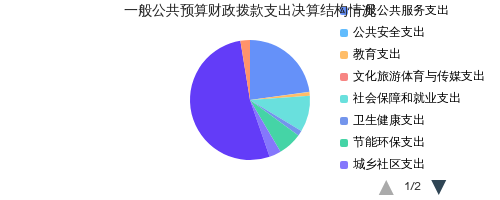 一般公共预算财政拨款支出决算结构情况
一般公共服务支出
公共安全支出
教育支出
文化旅游体育与传媒支出
社会保障和就业支出
卫生健康支出
节能环保支出
城乡社区支出
1/2